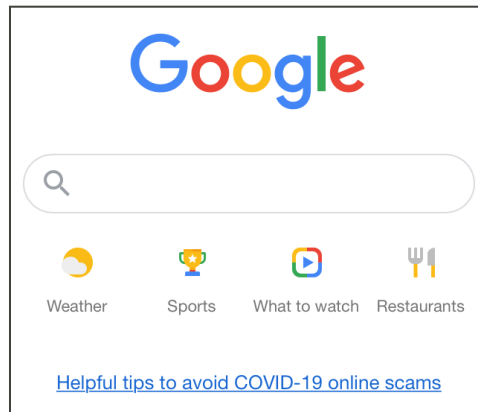 Google
Weather Sports What to watch Restaurants
Helpful tips to avoid COVID-19 online scams